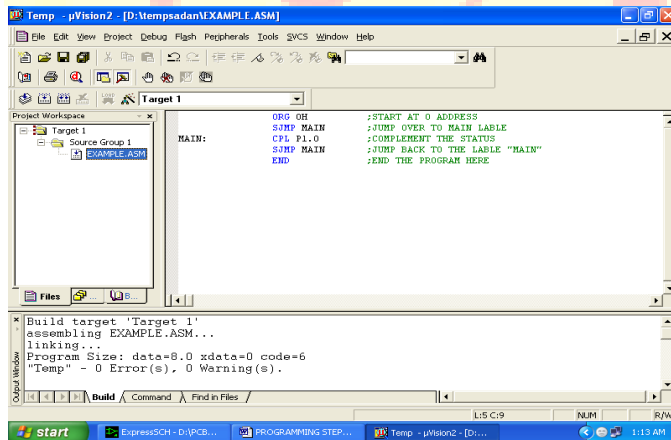 Temp - µVision2 - [D:\tempsadan\EXAMPLE.ASM]
File Edit View Project Debug Flash Peripherals Tools SVCS Window Help
Target 1
Project Workspace
Target 1
Source Group 1
EXAMPLE.ASM
Files ... B...
ORG 0H ;START AT 0 ADDRESS
SJMP MAIN ;JUMP OVER TO MAIN LABLE
MAIN: CPL P1.0 ;COMPLEMENT THE STATUS
SJMP MAIN ;JUMP BACK TO THE LABLE "MAIN"
END ;END THE PROGRAM HERE
Build target 'Target 1'
assembling EXAMPLE.ASM...
linking...
Program Size: data=8.0 xdata=0 code=6
"Temp" - 0 Error(s), 0 Warning(s).
Output Window
Build Command Find in Files
L:5 C:9 NUM R/W
start ExpressSCH - D:\PCB... PROGRAMMING STEP... Temp - µVision2 - [D:... 1:13 AM